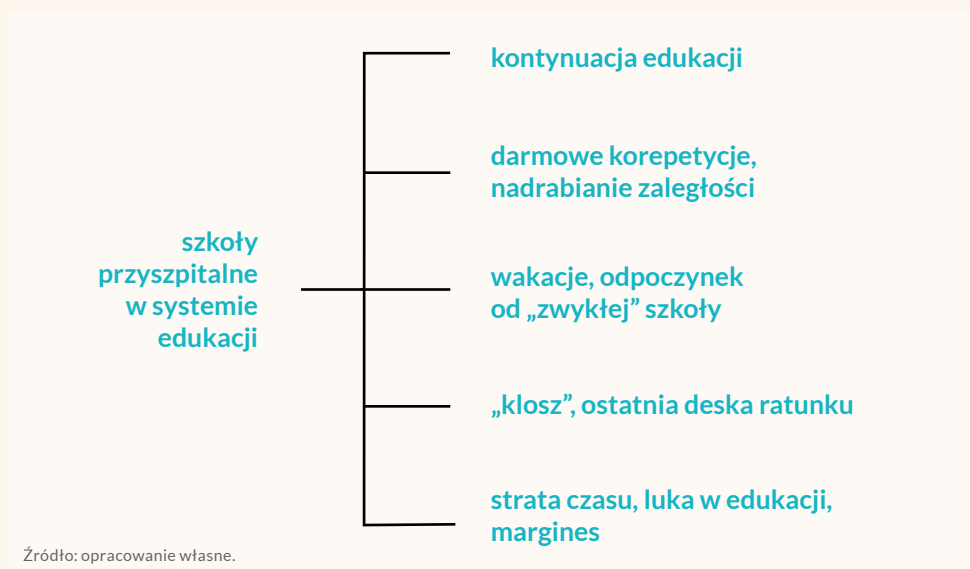 szkoły
przyszpitalne
w systemie
edukacji
kontynuacja edukacji
darmowe korepetycje,
nadrabianie zaległości
wakacje, odpoczynek
od „zwykłej” szkoły
„klosz”, ostatnia deska ratunku
strata czasu, luka w edukacji,
margines
Źródło: opracowanie własne.